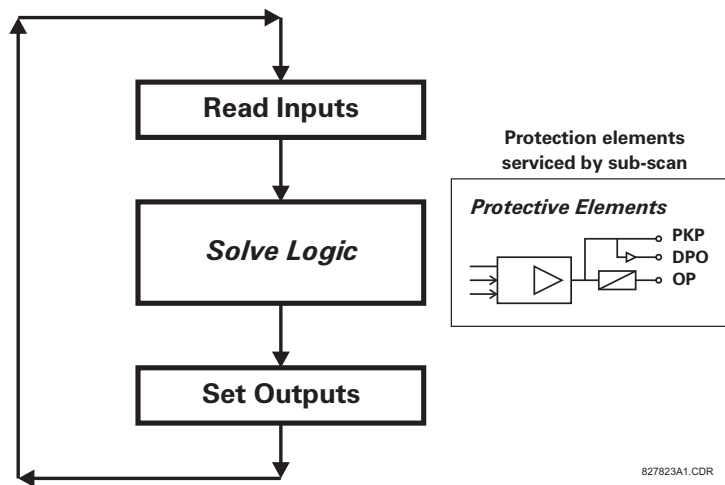 Read Inputs
Solve Logic
Set Outputs
Protection elements
serviced by sub-scan
Protective Elements
PKP
DPO
OP
827823A1.CDR